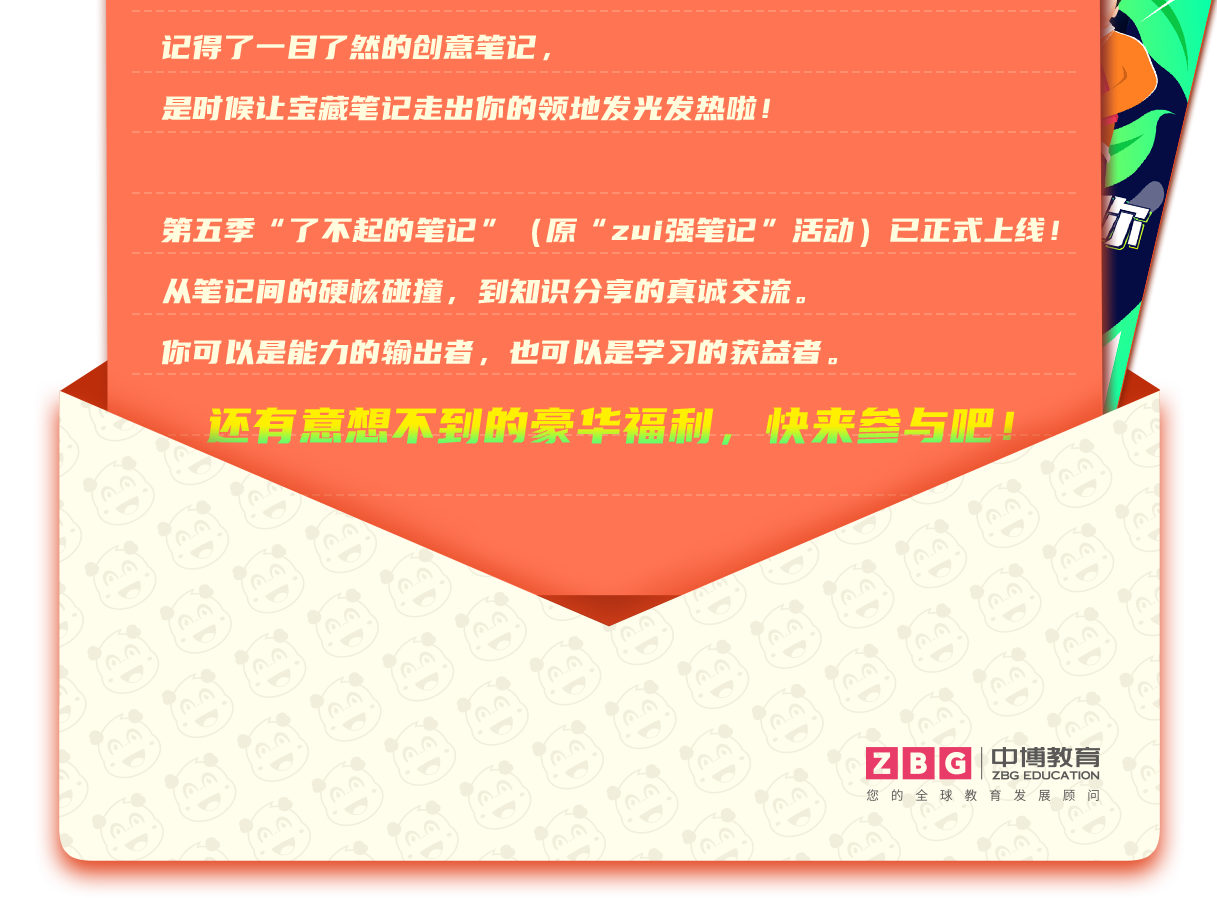 记得了一目了然的创意笔记，
是时候让宝藏笔记走出你的领地发光发热啦！
第五季“了不起的笔记”（原“zui强笔记”活动）已正式上线！
从笔记间的硬核碰撞，到知识分享的真诚交流。
你可以是能力的输出者，也可以是学习的获益者。
还有意想不到的豪华福利，快来参与吧！
你
ZBG 中博教育
ZBG EDUCATION
您的全球教育发展顾问